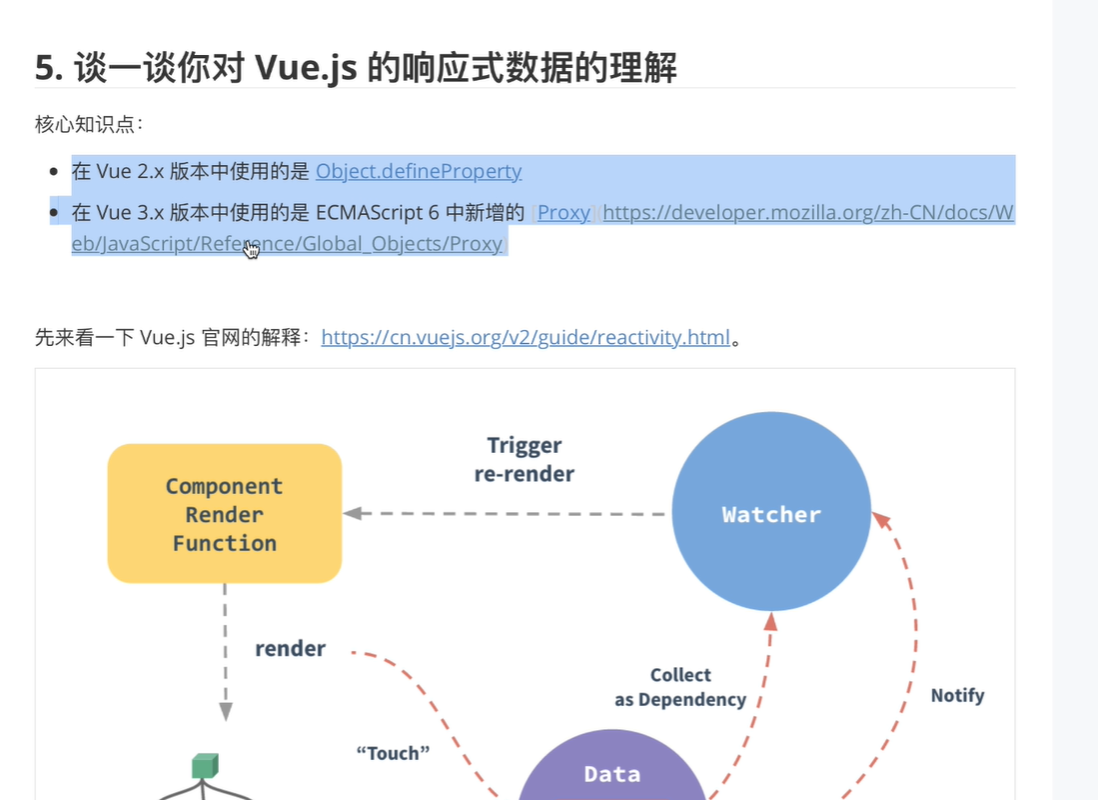 5. 谈一谈你对 Vue.js 的响应式数据的理解
核心知识点：
在 Vue 2.x 版本中使用的是 Object.defineProperty
在 Vue 3.x 版本中使用的是 ECMAScript 6 中新增的 [Proxy](https://developer.mozilla.org/zh-CN/docs/W
eb/JavaScript/Reference/Global_Objects/Proxy)
先来看一下 Vue.js 官网的解释：https://cn.vuejs.org/v2/guide/reactivity.html。
Trigger
re-render
Component
Render
Function
Watcher
render
Collect
as Dependency
Notify
“Touch”
Data